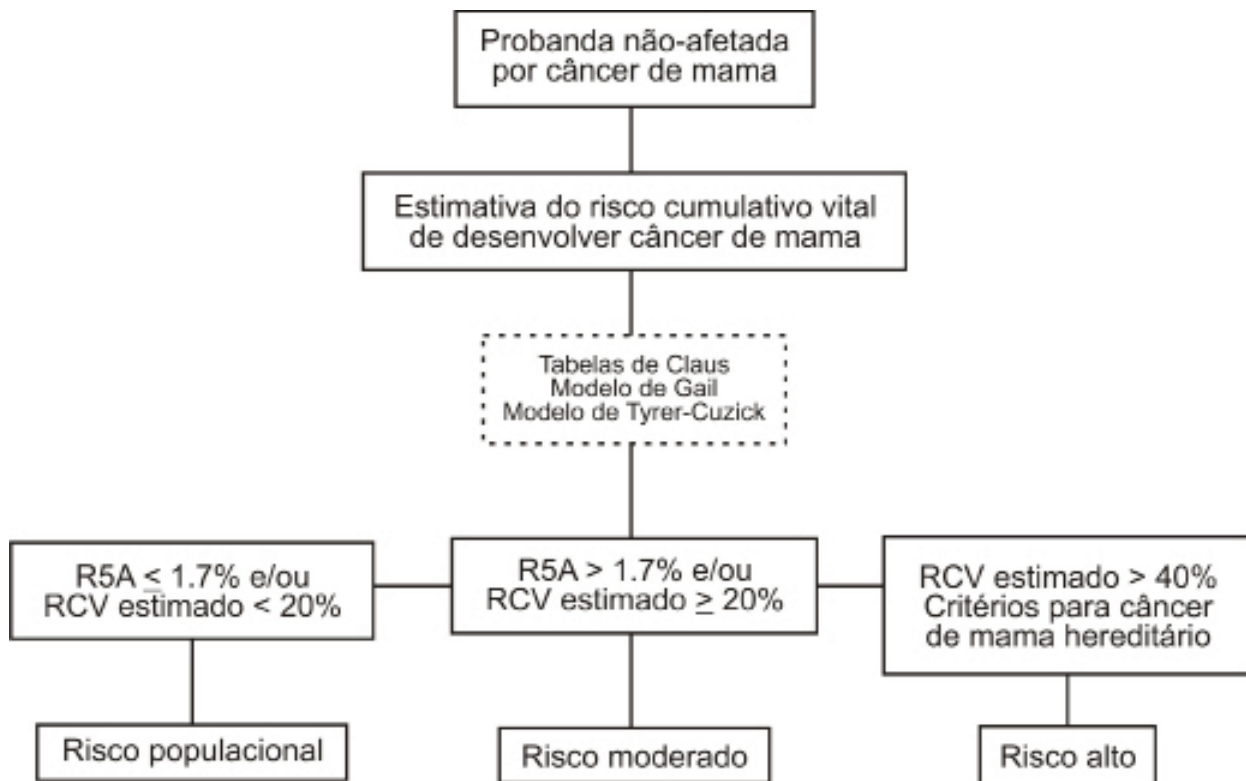 Probanda não-afetada
por câncer de mama
Estimativa do risco cumulativo vital
de desenvolver câncer de mama
Tabelas de Claus
Modelo de Gail
Modelo de Tyrer-Cuzick
R5A ≤ 1.7% e/ou
RCV estimado < 20%
R5A > 1.7% e/ou
RCV estimado ≥ 20%
RCV estimado > 40%
Critérios para câncer
de mama hereditário
Risco populacional
Risco moderado
Risco alto